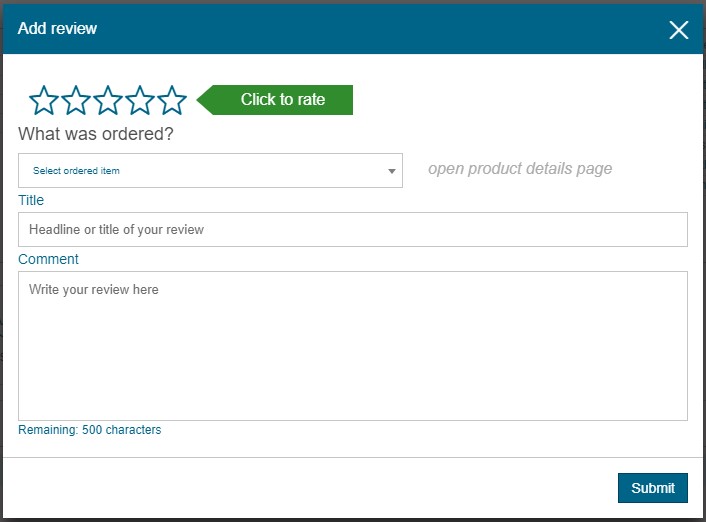 Add review
Click to rate
What was ordered?
Select ordered item
open product details page
Title
Headline or title of your review
Comment
Write your review here
Remaining: 500 characters
Submit